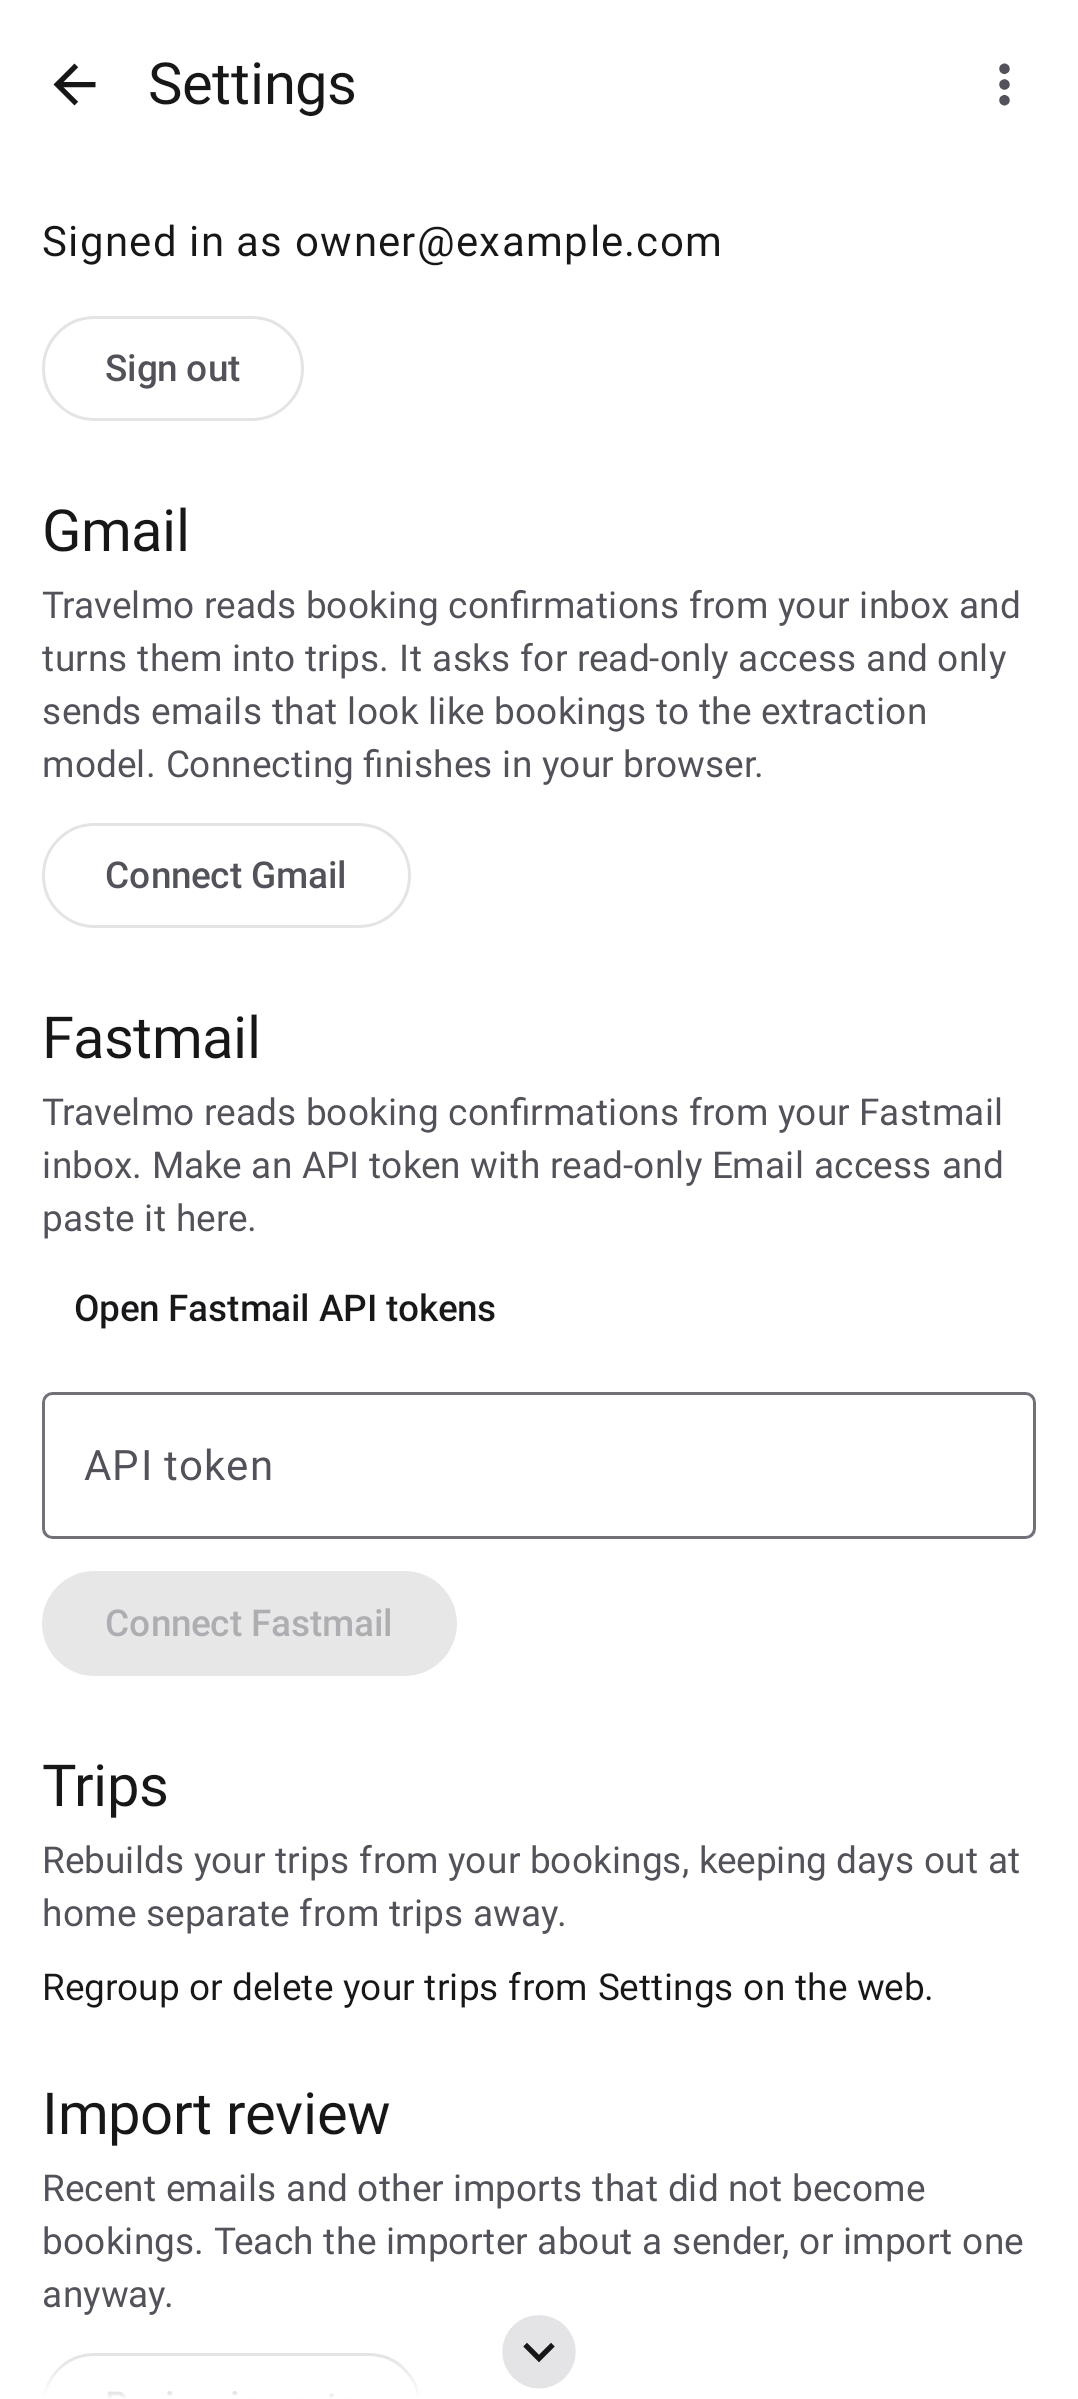 Settings
Signed in as owner@example.com
Sign out
Gmail
Travelmo reads booking confirmations from your inbox and
turns them into trips. It asks for read-only access and only
sends emails that look like bookings to the extraction
model. Connecting finishes in your browser.
Connect Gmail
Fastmail
Travelmo reads booking confirmations from your Fastmail
inbox. Make an API token with read-only Email access and
paste it here.
Open Fastmail API tokens
API token
Connect Fastmail
Trips
Rebuilds your trips from your bookings, keeping days out at
home separate from trips away.
Regroup or delete your trips from Settings on the web.
Import review
Recent emails and other imports that did not become
bookings. Teach the importer about a sender, or import one
anyway.